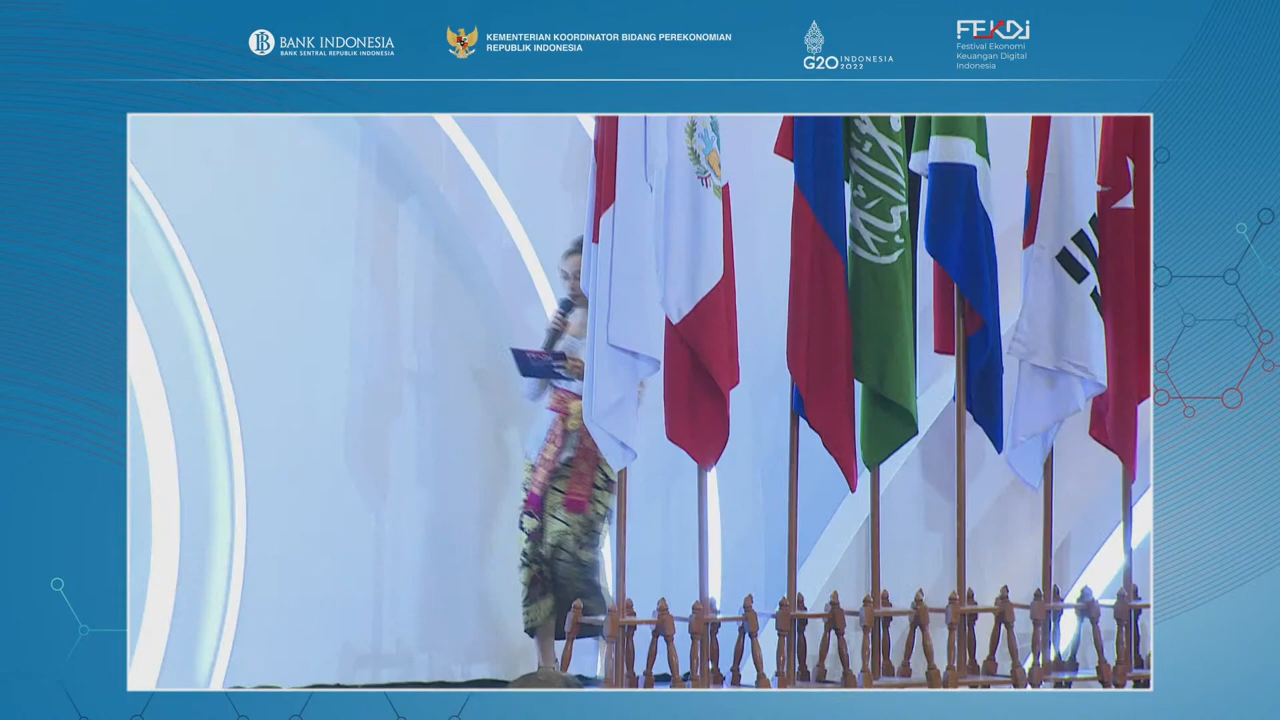 BANK INDONESIA
BANK SENTRAL REPUBLIK INDONESIA
KEMENTERIAN KOORDINATOR BIDANG PEREKONOMIAN
REPUBLIK INDONESIA
G20 INDONESIA
2022
FEKDI
Festival Ekonomi
Keuangan Digital
Indonesia